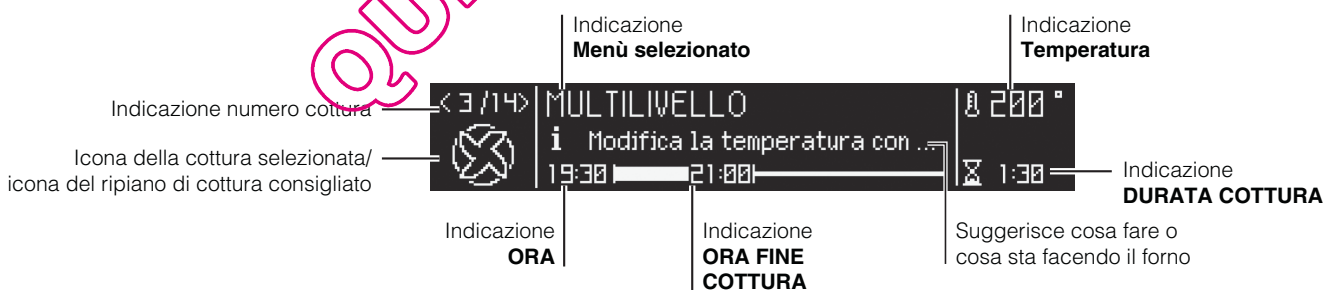 QU
Indicazione
Menù selezionato
Indicazione
Temperatura
Indicazione numero cottura
<3/14>
MULTILIVELLO
200°
Icona della cottura selezionata/
icona del ripiano di cottura consigliato
i Modifica la temperatura con ...
19:30
21:00
1:30
Indicazione
DURATA COTTURA
Indicazione
ORA
Indicazione
ORA FINE
COTTURA
Suggerisce cosa fare o
cosa sta facendo il forno